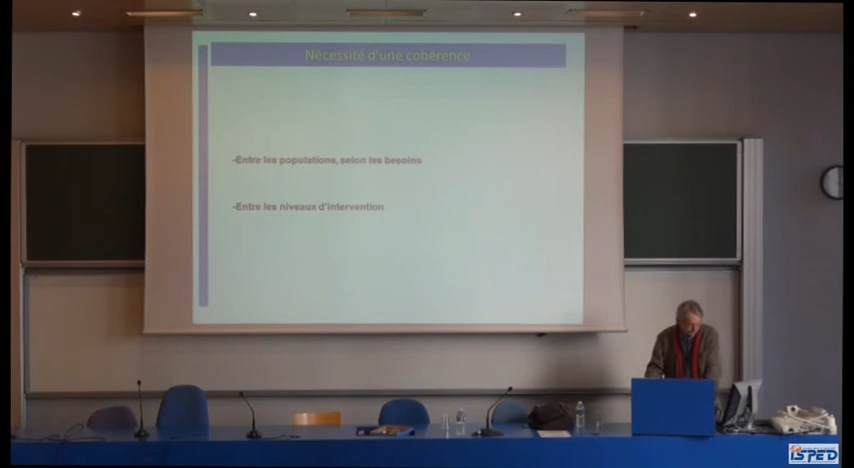 Nécessité d'une cohérence
-Entre les populations, selon les besoins
-Entre les niveaux d'intervention
ISPED